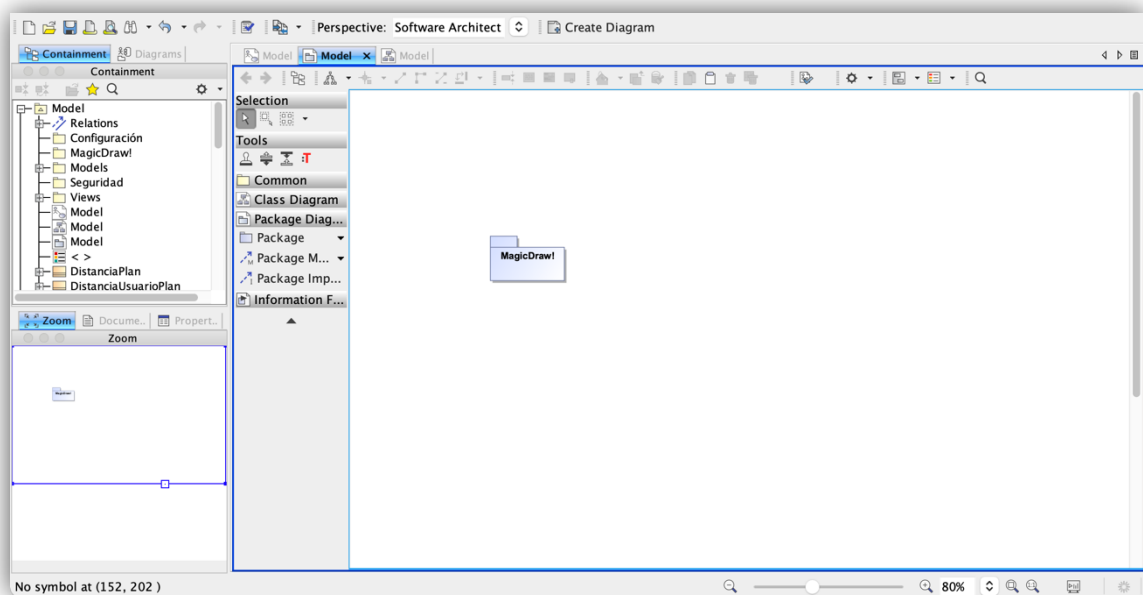 Perspective: Software Architect Create Diagram
Containment Diagrams
Containment
Model
Relations
Configuración
MagicDraw!
Models
Seguridad
Views
Model
Model
Model
< >
DistanciaPlan
DistanciaUsuarioPlan
Zoom Docume.. Propert..
Zoom
Model Model X Model
Selection
Tools
:T
Common
Class Diagram
Package Diag...
Package
Package M...
Package Imp...
Information F...
MagicDraw!
No symbol at (152, 202 )
80%